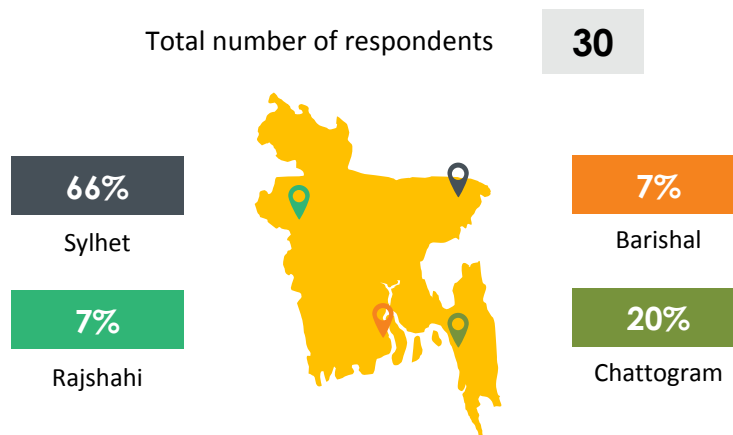 Total number of respondents 30
66%
Sylhet
7%
Rajshahi
7%
Barishal
20%
Chattogram